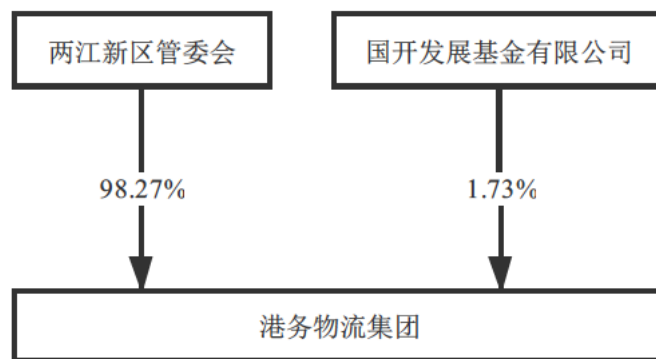 两江新区管委会
国开发展基金有限公司
98.27%
1.73%
港务物流集团